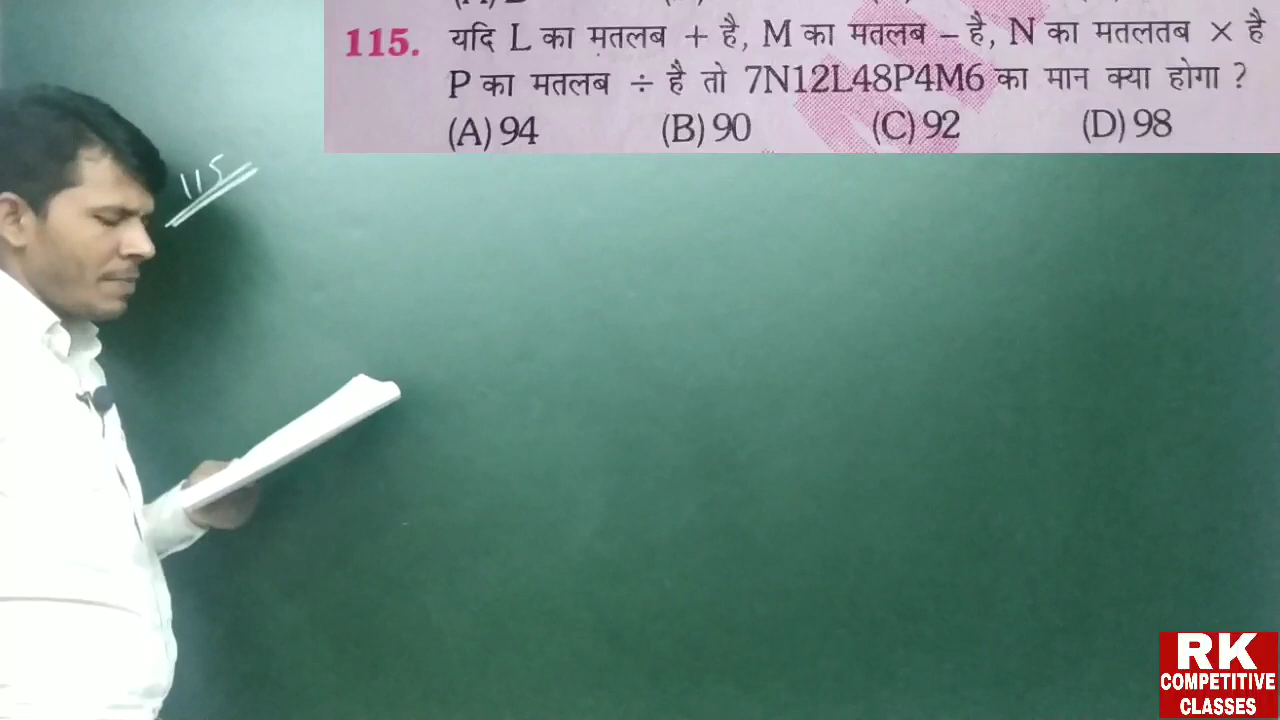 115. यदि L का मतलब + है, M का मतलब – है, N का मतलतब × है
P का मतलब ÷ है तो 7N12L48P4M6 का मान क्या होगा ?
(A) 94 (B) 90 (C) 92 (D) 98
115
RK
COMPETITIVE
CLASSES